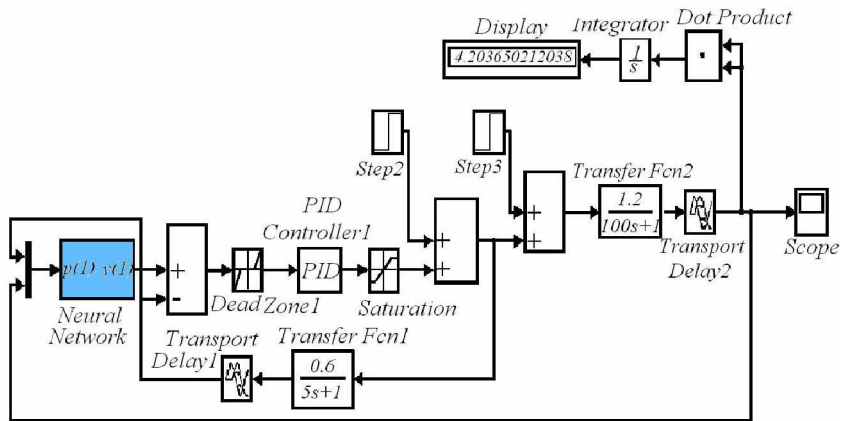 Display
Integrator
Dot Product
4.203650212038
1
s
Step2
Step3
Transfer Fcn2
1.2
100s+1
Transport
Delay2
Scope
PID
Controller1
p(1) y(1)
+
-
PID
+
+
+
+
Dead Zone1
Saturation
Neural
Network
Transport
Delay1
Transfer Fcn1
0.6
5s+1